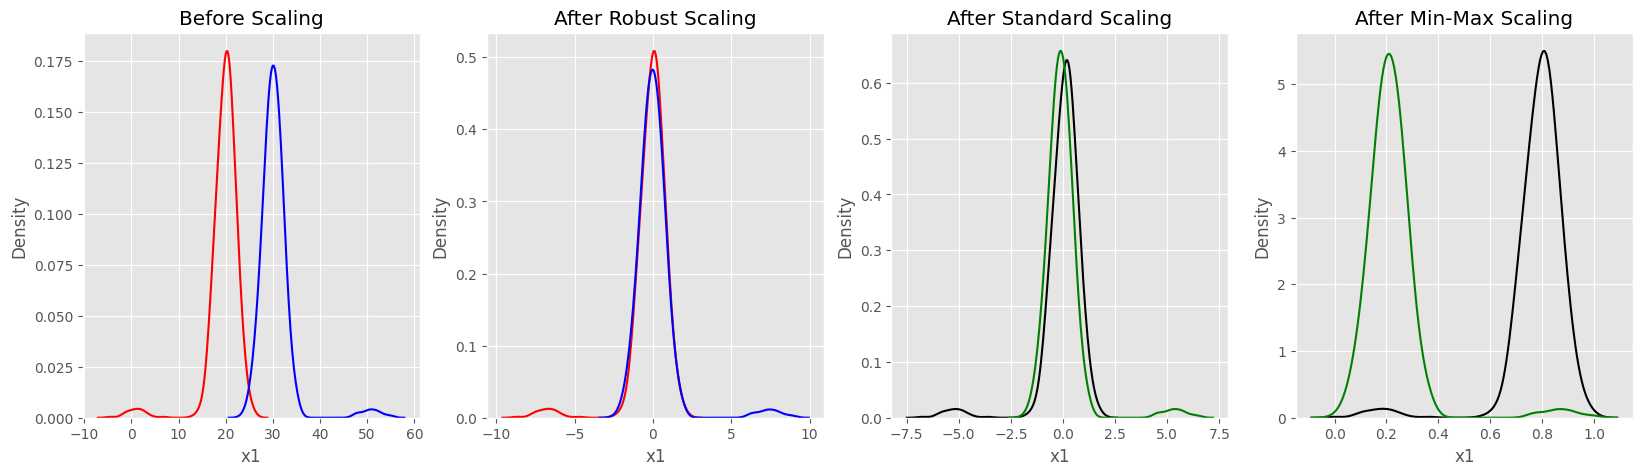 Before Scaling
After Robust Scaling
After Standard Scaling
After Min-Max Scaling
Density
0.175
0.150
0.125
0.100
0.075
0.050
0.025
0.000
−10 0 10 20 30 40 50 60
x1
Density
0.5
0.4
0.3
0.2
0.1
0.0
−10 −5 0 5 10
x1
Density
0.6
0.5
0.4
0.3
0.2
0.1
0.0
−7.5 −5.0 −2.5 0.0 2.5 5.0 7.5
x1
Density
5
4
3
2
1
0
0.0 0.2 0.4 0.6 0.8 1.0
x1